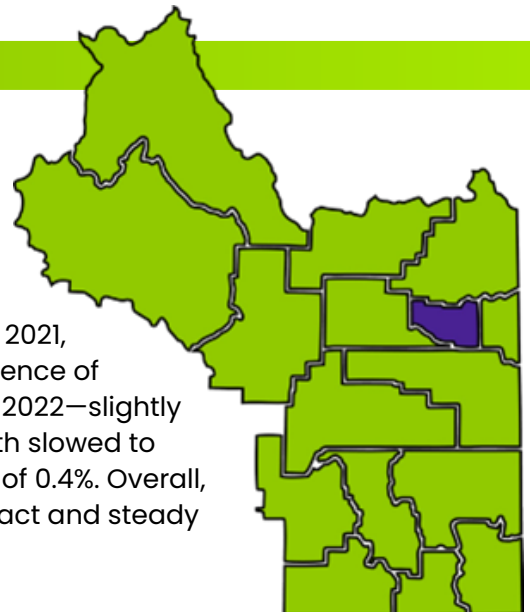 2021,
ence of
2022—slightly
th slowed to
of 0.4%. Overall,
act and steady